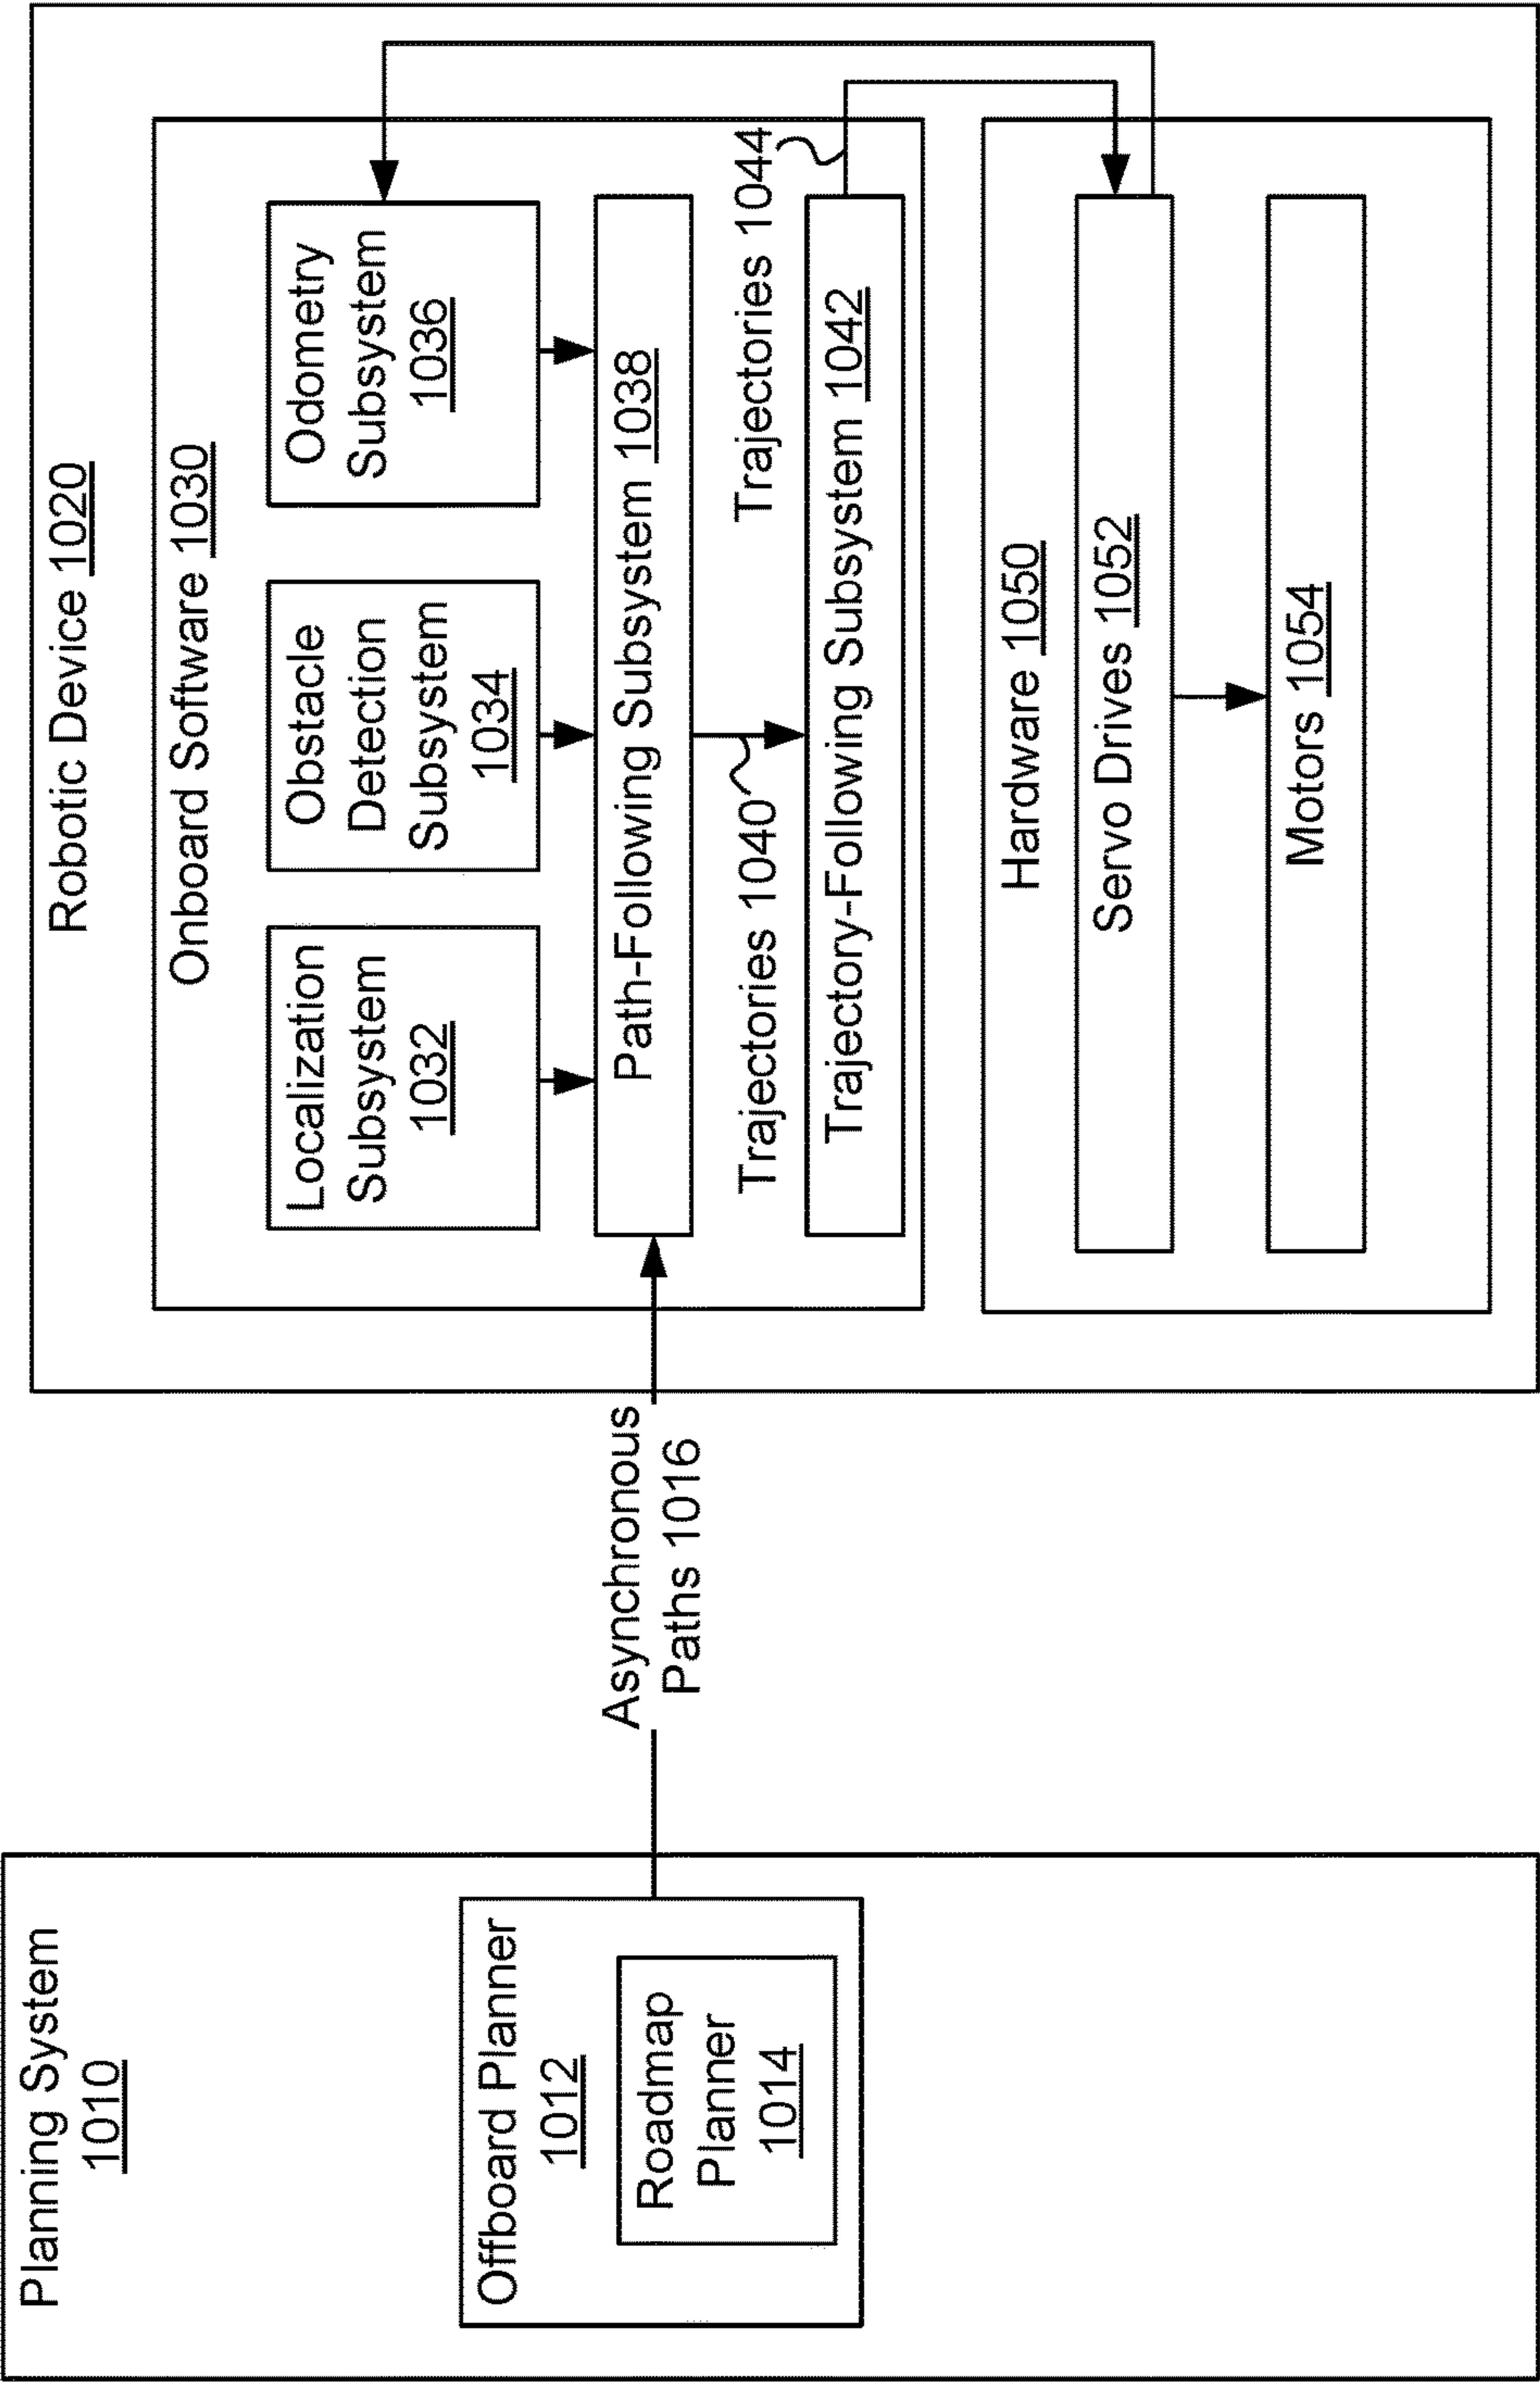 Planning System
1010
Offboard Planner
1012
Roadmap
Planner
1014
Asynchronous
Paths 1016
Robotic Device 1020
Onboard Software 1030
Localization
Subsystem
1032
Obstacle
Detection
Subsystem
1034
Odometry
Subsystem
1036
Path-Following Subsystem 1038
Trajectories 1040
Trajectories 1044
Trajectory-Following Subsystem 1042
Hardware 1050
Servo Drives 1052
Motors 1054